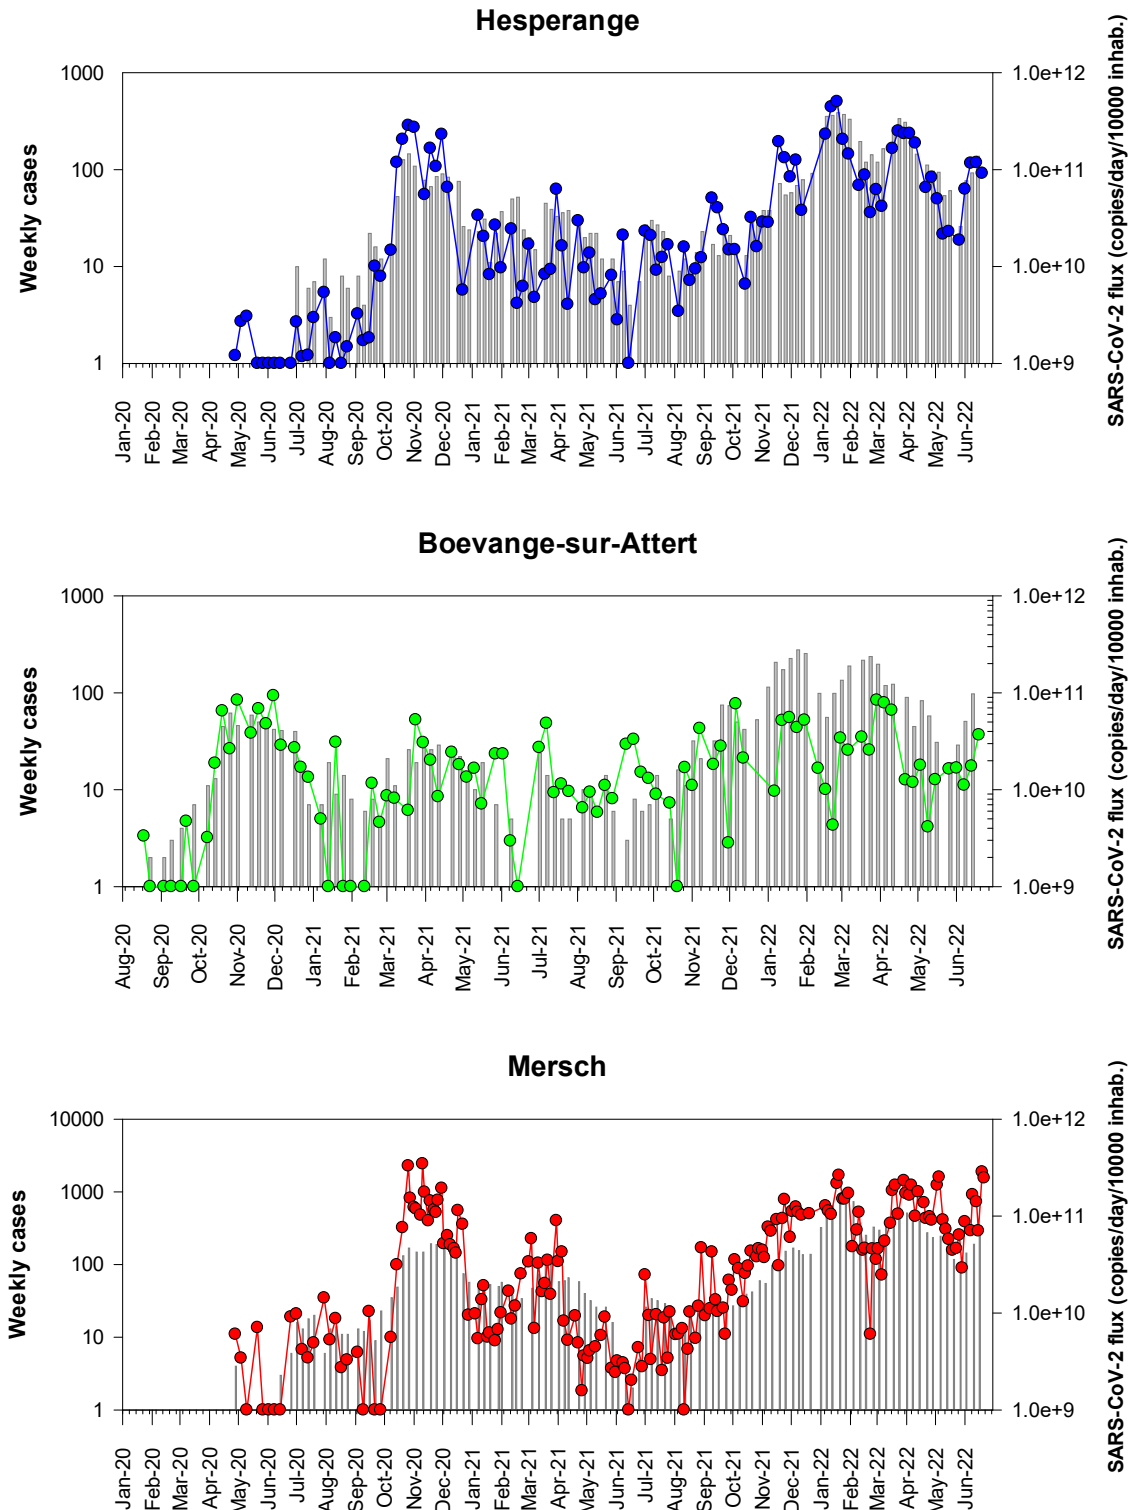 Hesperange
Weekly cases
1000
100
10
1
1.0e+12
1.0e+11
1.0e+10
1.0e+9
SARS-CoV-2 flux (copies/day/10000 inhab.)
Jan-20
Feb-20
Mar-20
Apr-20
May-20
Jun-20
Jul-20
Aug-20
Sep-20
Oct-20
Nov-20
Dec-20
Jan-21
Feb-21
Mar-21
Apr-21
May-21
Jun-21
Jul-21
Aug-21
Sep-21
Oct-21
Nov-21
Dec-21
Jan-22
Feb-22
Mar-22
Apr-22
May-22
Jun-22
Boevange-sur-Attert
Weekly cases
1000
100
10
1
1.0e+12
1.0e+11
1.0e+10
1.0e+9
SARS-CoV-2 flux (copies/day/10000 inhab.)
Aug-20
Sep-20
Oct-20
Nov-20
Dec-20
Jan-21
Feb-21
Mar-21
Apr-21
May-21
Jun-21
Jul-21
Aug-21
Sep-21
Oct-21
Nov-21
Dec-21
Jan-22
Feb-22
Mar-22
Apr-22
May-22
Jun-22
Mersch
Weekly cases
10000
1000
100
10
1
1.0e+12
1.0e+11
1.0e+10
1.0e+9
SARS-CoV-2 flux (copies/day/10000 inhab.)
Jan-20
Feb-20
Mar-20
Apr-20
May-20
Jun-20
Jul-20
Aug-20
Sep-20
Oct-20
Nov-20
Dec-20
Jan-21
Feb-21
Mar-21
Apr-21
May-21
Jun-21
Jul-21
Aug-21
Sep-21
Oct-21
Nov-21
Dec-21
Jan-22
Feb-22
Mar-22
Apr-22
May-22
Jun-22